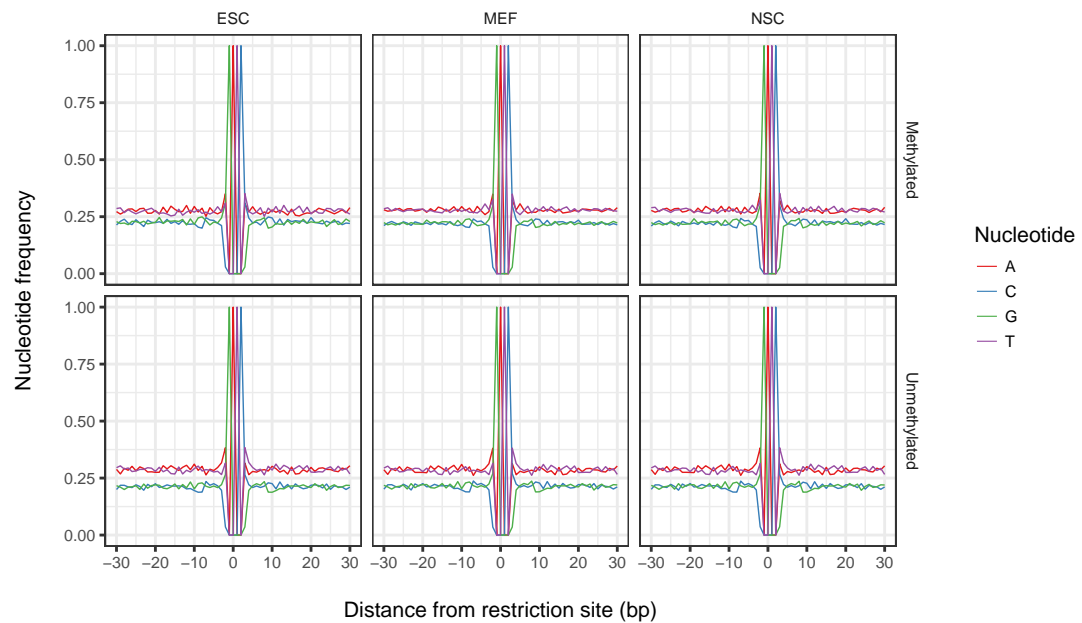 ESC MEF NSC
1.00
0.75
0.50
0.25
0.00
Methylated
1.00
0.75
0.50
0.25
0.00
Unmethylated
−30 −20 −10 0 10 20 30 −30 −20 −10 0 10 20 30 −30 −20 −10 0 10 20 30
Distance from restriction site (bp)
Nucleotide frequency
Nucleotide
A
C
G
T